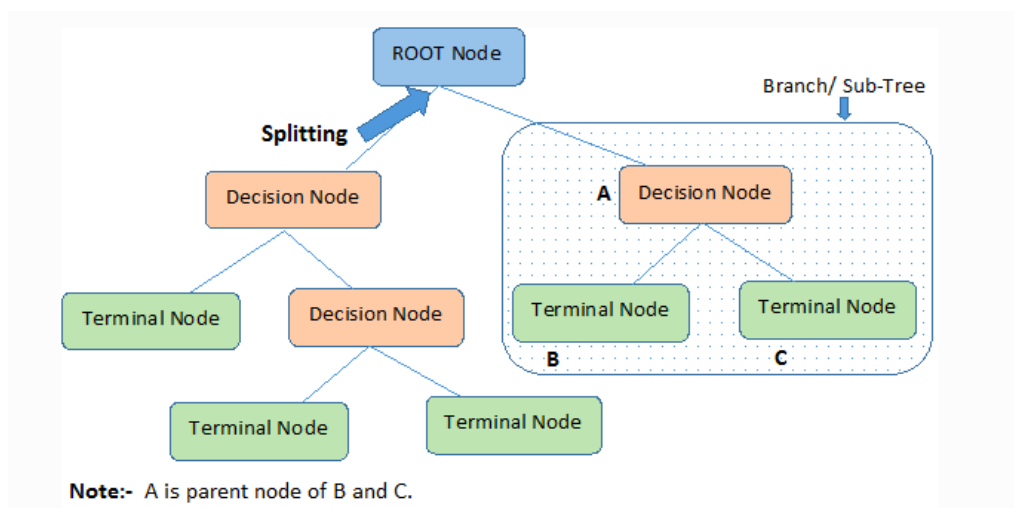 ROOT Node
Branch/ Sub-Tree
Splitting
Decision Node
A
Decision Node
Terminal Node
Decision Node
Terminal Node
Terminal Node
B
C
Terminal Node
Terminal Node
Note:- A is parent node of B and C.